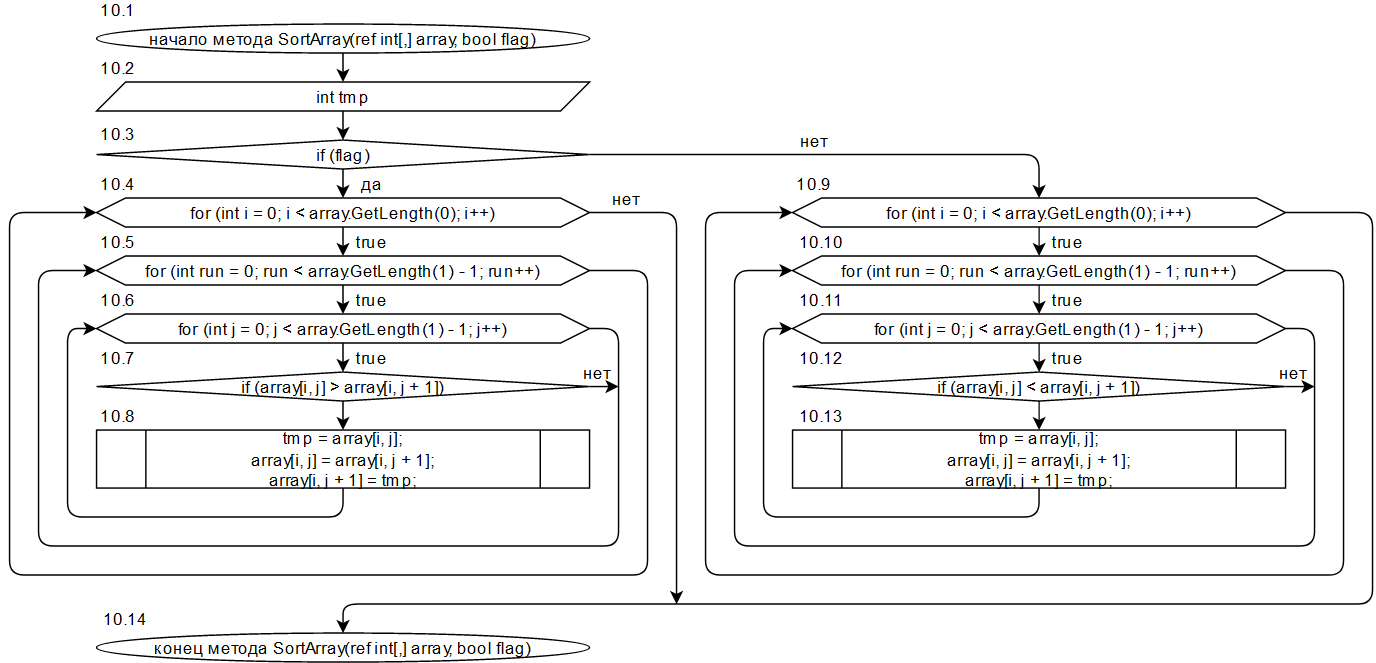 10.1
начало метода SortArray(ref int[,] array, bool flag)
10.2
int tmp
10.3
if (flag)
нет
да
10.4
for (int i = 0; i < array.GetLength(0); i++)
нет
true
10.5
for (int run = 0; run < array.GetLength(1) - 1; run++)
true
10.6
for (int j = 0; j < array.GetLength(1) - 1; j++)
true
10.7
if (array[i, j] > array[i, j + 1])
нет
10.8
tmp = array[i, j];
array[i, j] = array[i, j + 1];
array[i, j + 1] = tmp;
10.9
for (int i = 0; i < array.GetLength(0); i++)
true
10.10
for (int run = 0; run < array.GetLength(1) - 1; run++)
true
10.11
for (int j = 0; j < array.GetLength(1) - 1; j++)
true
10.12
if (array[i, j] < array[i, j + 1])
нет
10.13
tmp = array[i, j];
array[i, j] = array[i, j + 1];
array[i, j + 1] = tmp;
10.14
конец метода SortArray(ref int[,] array, bool flag)